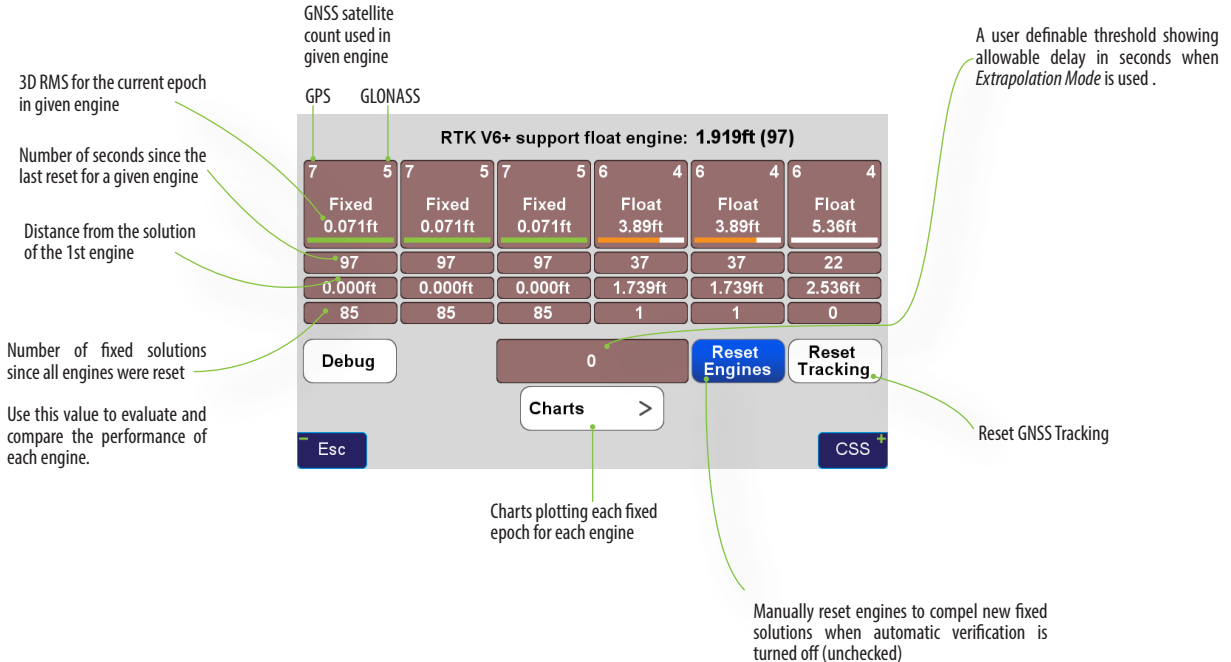 GNSS satellite
count used in
given engine
GPS GLONASS
A user definable threshold showing
allowable delay in seconds when
Extrapolation Mode is used .
3D RMS for the current epoch
in given engine
Number of seconds since the
last reset for a given engine
Distance from the solution
of the 1st engine
Number of fixed solutions
since all engines were reset
Use this value to evaluate and
compare the performance of
each engine.
RTK V6+ support float engine: 1.919ft (97)
7 5 7 5 7 5 6 4 6 4 6 4
Fixed Fixed Fixed Float Float Float
0.071ft 0.071ft 0.071ft 3.89ft 3.89ft 5.36ft
97 97 97 37 37 22
0.000ft 0.000ft 0.000ft 1.739ft 1.739ft 2.536ft
85 85 85 1 1 0
Debug 0 Reset Engines Reset Tracking
Charts >
- Esc CSS +
Reset GNSS Tracking
Charts plotting each fixed
epoch for each engine
Manually reset engines to compel new fixed
solutions when automatic verification is
turned off (unchecked)